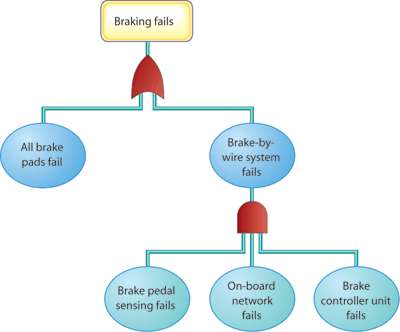 Braking fails
All brake
pads fail
Brake-by-
wire system
fails
Brake pedal
sensing fails
On-board
network
fails
Brake
controller unit
fails